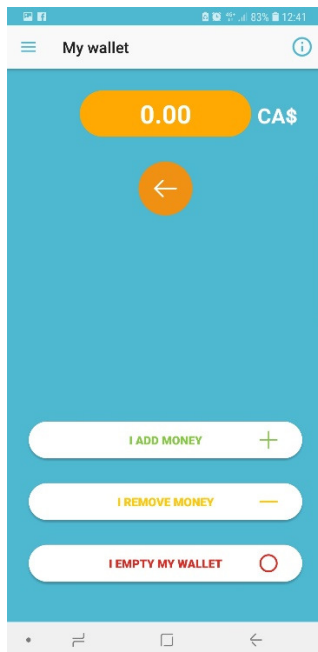 83% 12:41
My wallet
0.00 CA$
I ADD MONEY
I REMOVE MONEY
I EMPTY MY WALLET